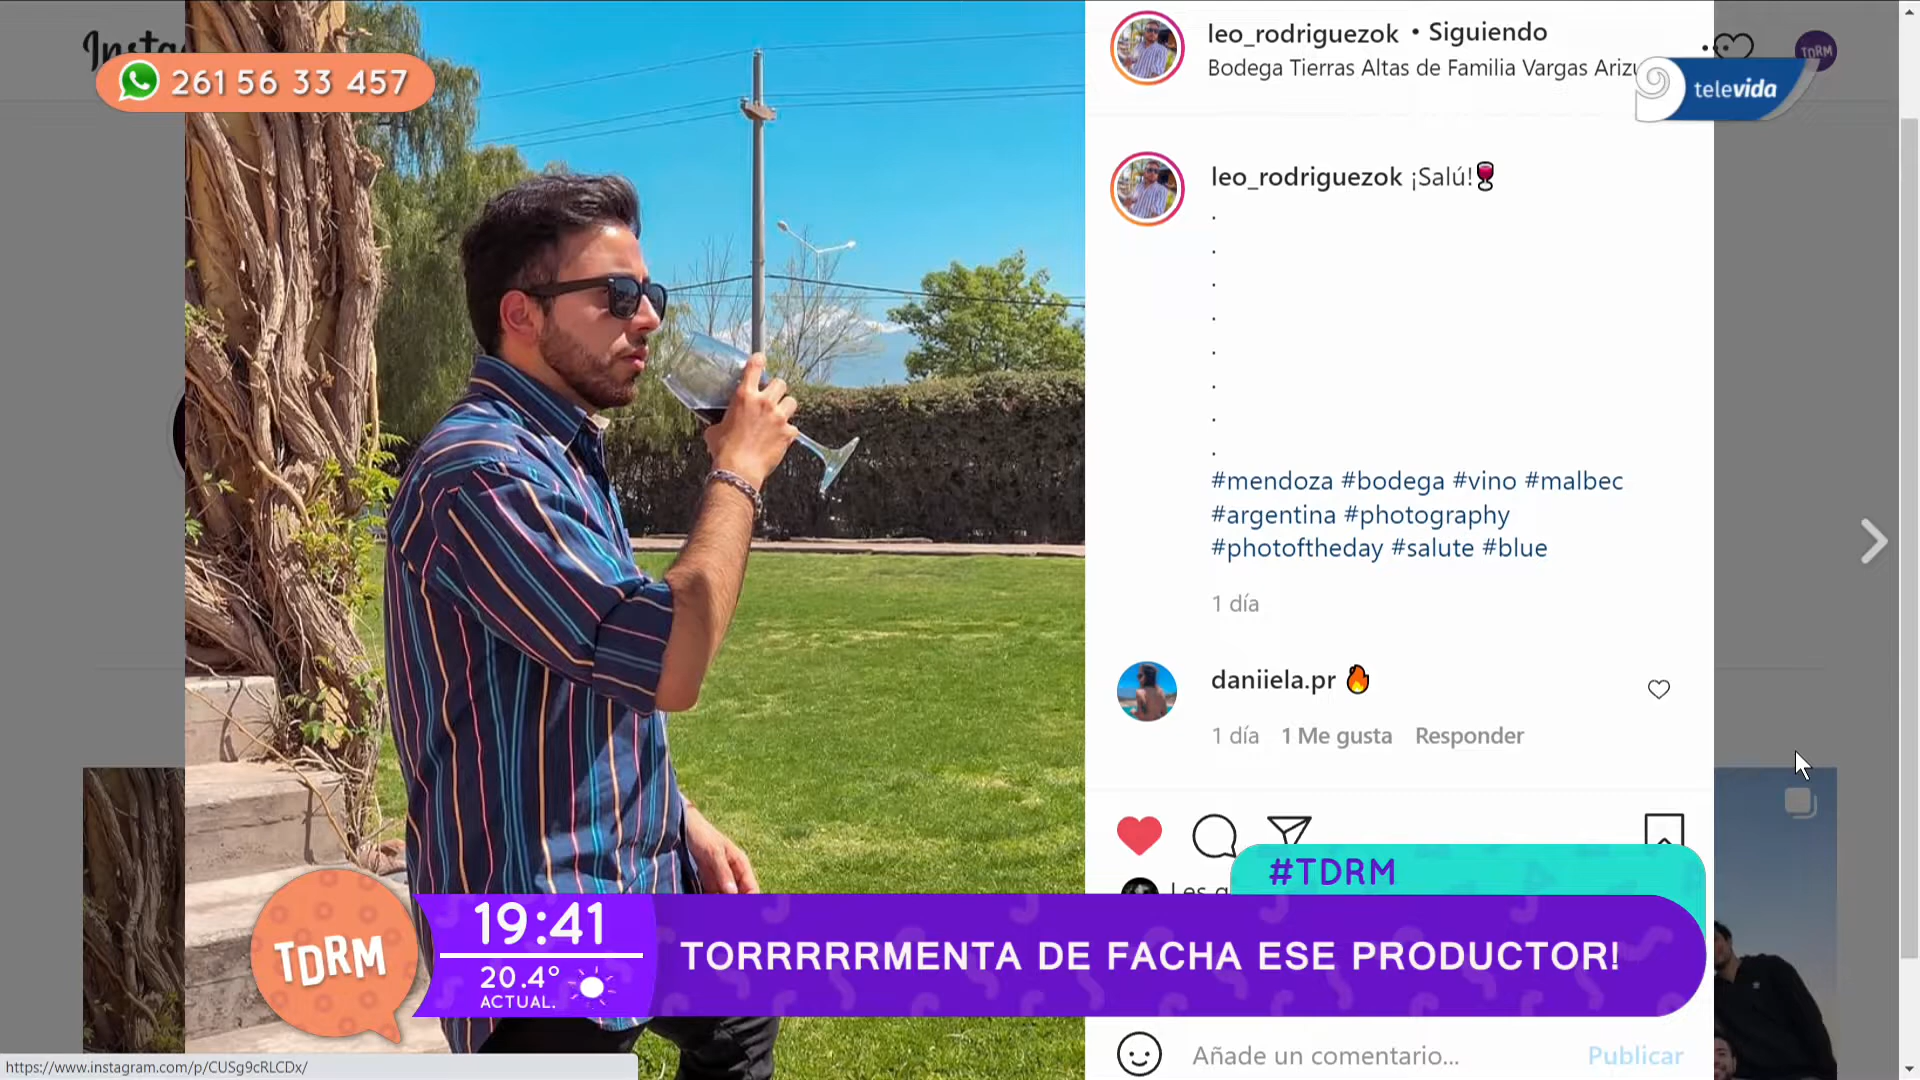 261 56 33 457
leo_rodriguezok • Siguiendo
Bodega Tierras Altas de Familia Vargas
televida
TDRM
leo_rodriguezok ¡Salú!🍷
.
.
.
.
.
.
.
.
#mendoza #bodega #vino #malbec
#argentina #photography
#photoftheday #salute #blue
1 día
daniiela.pr 🔥
1 día 1 Me gusta Responder
#TDRM
TDRM
19:41
20.4°
ACTUAL.
TORRRRRMENTA DE FACHA ESE PRODUCTOR!
Añade un comentario... Publicar
https://www.instagram.com/p/CUSg9cRLCDx/